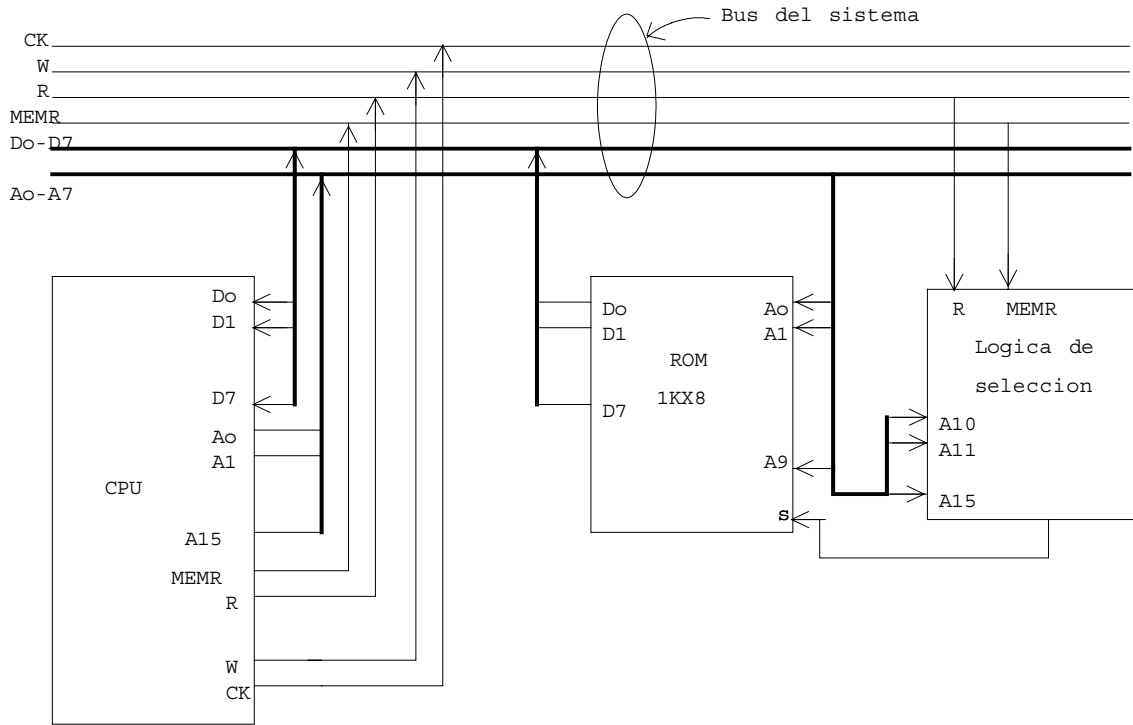 Bus del sistema
CK
W
R
MEMR
Do-D7
Ao-A7
CPU
Do
D1
D7
Ao
A1
A15
MEMR
R
W
CK
ROM
1KX8
Do
D1
D7
Ao
A1
A9
s
R MEMR
Logica de
seleccion
A10
A11
A15